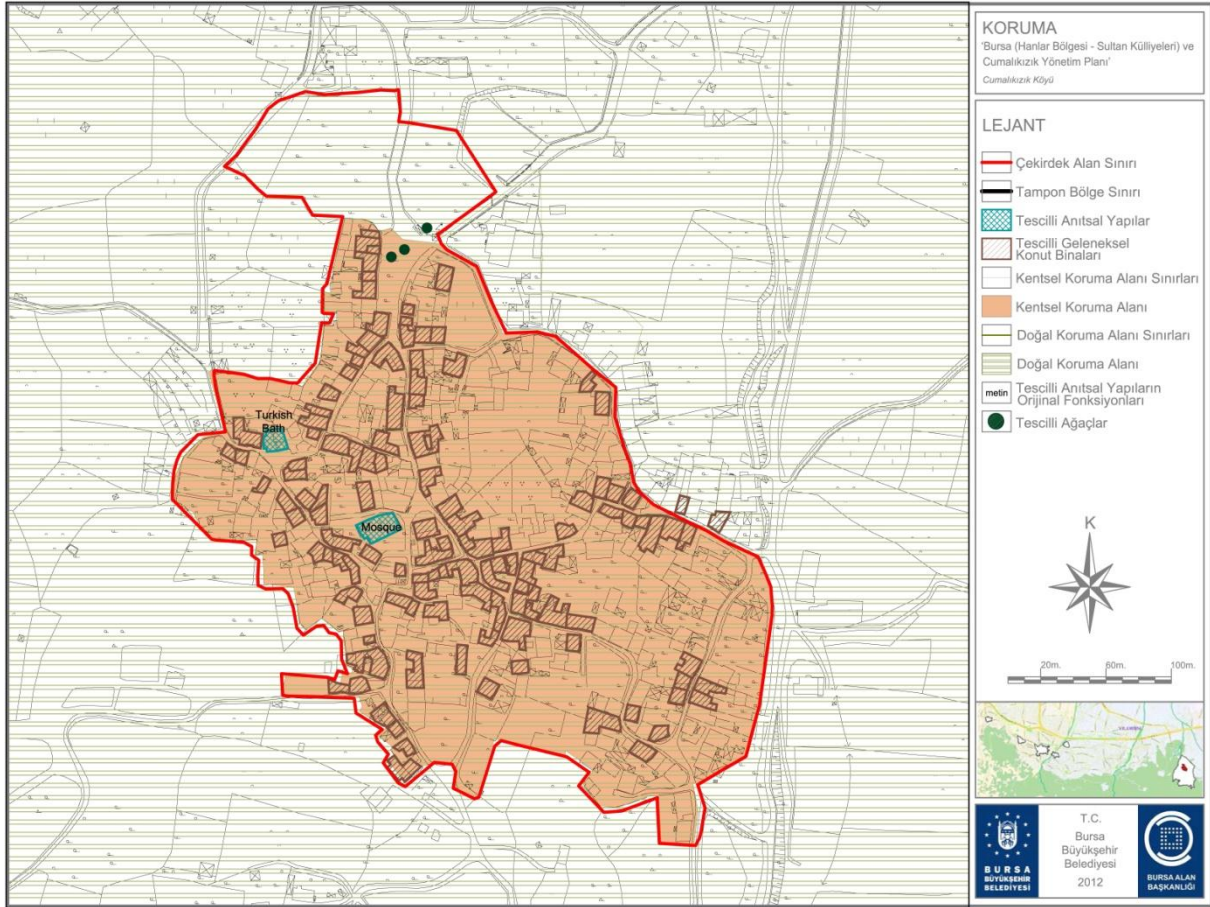 KORUMA
'Bursa (Hanlar Bölgesi - Sultan Külliyeleri) ve
Cumalıkızık Yönetim Planı'
Cumalıkızık Köyü
LEJANT
Çekirdek Alan Sınırı
Tampon Bölge Sınırı
Tescilli Anıtsal Yapılar
Tescilli Geleneksel
Konut Binaları
Kentsel Koruma Alanı Sınırları
Kentsel Koruma Alanı
Doğal Koruma Alanı Sınırları
Doğal Koruma Alanı
metin
Tescilli Anıtsal Yapıların
Orijinal Fonksiyonları
Tescilli Ağaçlar
Turkish
Bath
Mosque
K
20m. 60m. 100m.
T.C.
Bursa
Büyükşehir
Belediyesi
2012
BURSA
BÜYÜKŞEHİR
BELEDİYESİ
BURSA ALAN
BAŞKANLIĞI